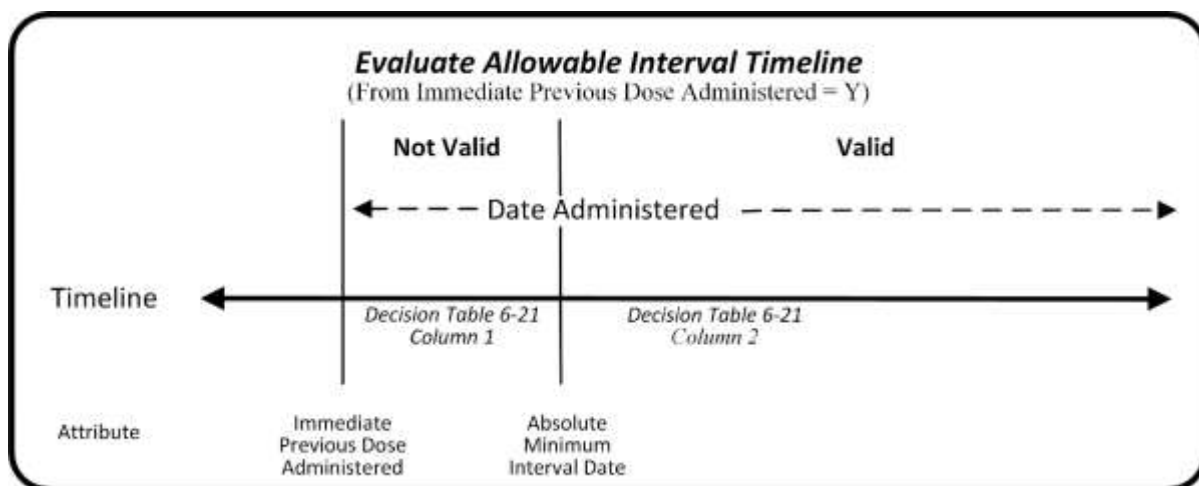 Evaluate Allowable Interval Timeline
(From Immediate Previous Dose Administered = Y)
Not Valid
Valid
Date Administered
Timeline
Decision Table 6-21
Column 1
Decision Table 6-21
Column 2
Attribute
Immediate
Previous Dose
Administered
Absolute
Minimum
Interval Date